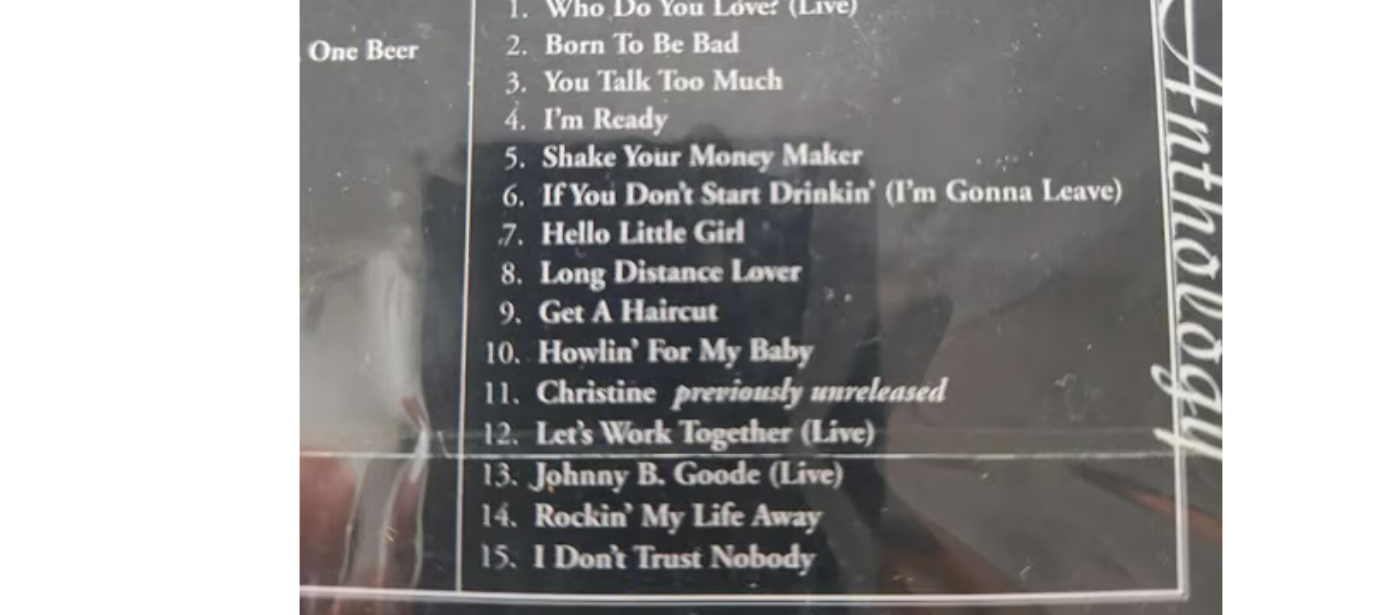 One Beer
1. Who Do You Love? (Live)
2. Born To Be Bad
3. You Talk Too Much
4. I'm Ready
5. Shake Your Money Maker
6. If You Don't Start Drinkin' (I'm Gonna Leave)
7. Hello Little Girl
8. Long Distance Lover
9. Get A Haircut
10. Howlin' For My Baby
11. Christine previously unreleased
12. Let's Work Together (Live)
13. Johnny B. Goode (Live)
14. Rockin' My Life Away
15. I Don't Trust Nobody
Anthology